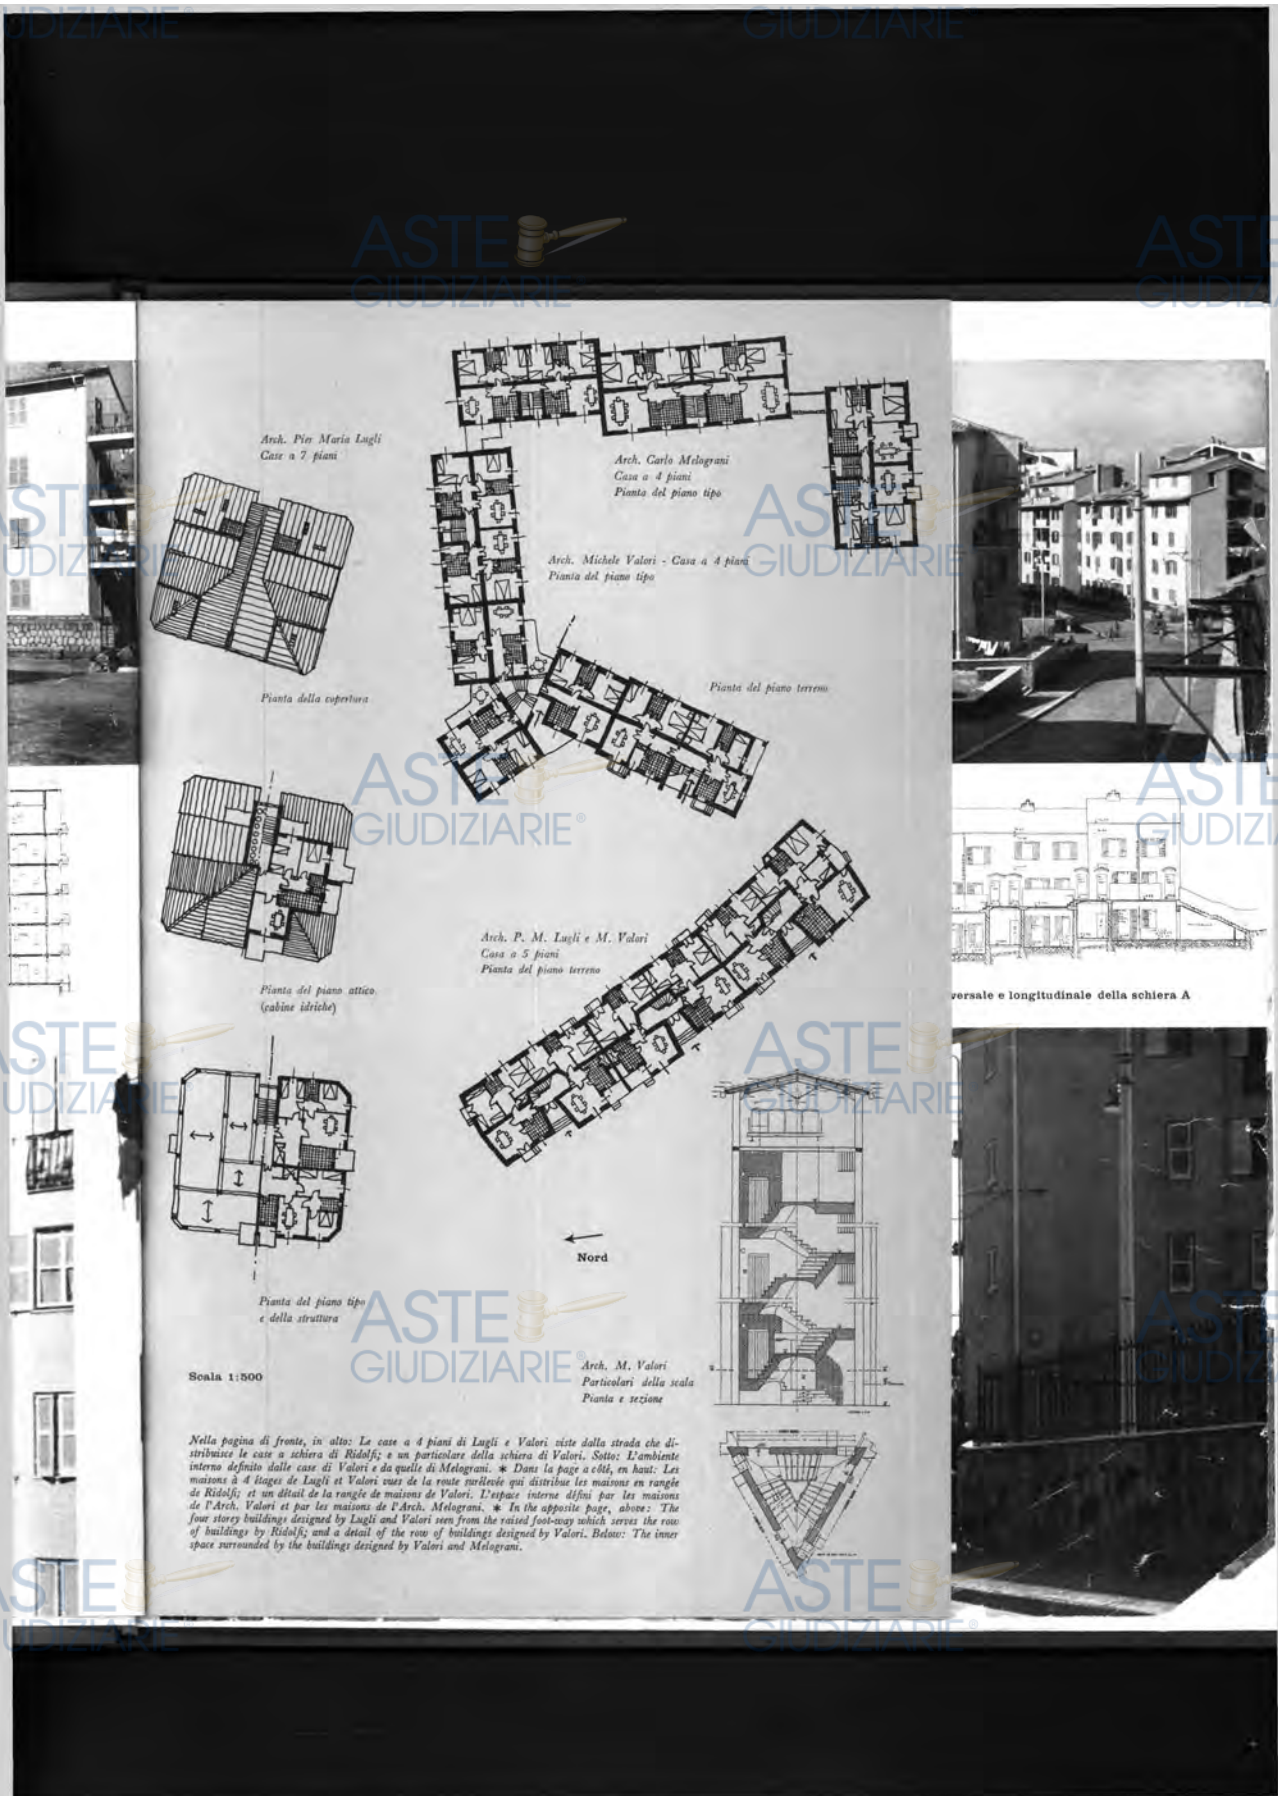 Arch. Pier Maria Lugli
Case a 7 piani
Arch. Carlo Melograni
Casa a 4 piani
Pianta del piano tipo
Arch. Michele Valori - Casa a 4 piani
Pianta del piano tipo
Pianta della copertura
Pianta del piano terreno
Arch. P. M. Lugli e M. Valori
Casa a 5 piani
Pianta del piano terreno
Pianta del piano attico
(cabine idriche)
versale e longitudinale della schiera A
Nord
Pianta del piano tipo
e della struttura
Scala 1:500
Arch. M. Valori
Particolari della scala
Pianta e sezione
Nella pagina di fronte, in alto: Le case a 4 piani di Lugli e Valori viste dalla strada che di-
stribuisce le case a schiera di Ridolfi; e un particolare della schiera di Valori. Sotto: L'ambiente
interno definito dalle case di Valori e da quelle di Melograni. * Dans la page a côté, en haut: Les
maisons à 4 étages de Lugli et Valori vues de la route surélevée qui distribue les maisons en rangée
de Ridolfi; et un détail de la rangée de maisons de Valori. L'espace interne défini par les maisons
de l'Arch. Valori et par les maisons de l'Arch. Melograni. * In the apposite page, above: The
four storey buildings designed by Lugli and Valori seen from the raised foot-way which serves the row
of buildings by Ridolfi; and a detail of the row of buildings designed by Valori. Below: The inner
space surrounded by the buildings designed by Valori and Melograni.
ASTE
GIUDIZIARIE®